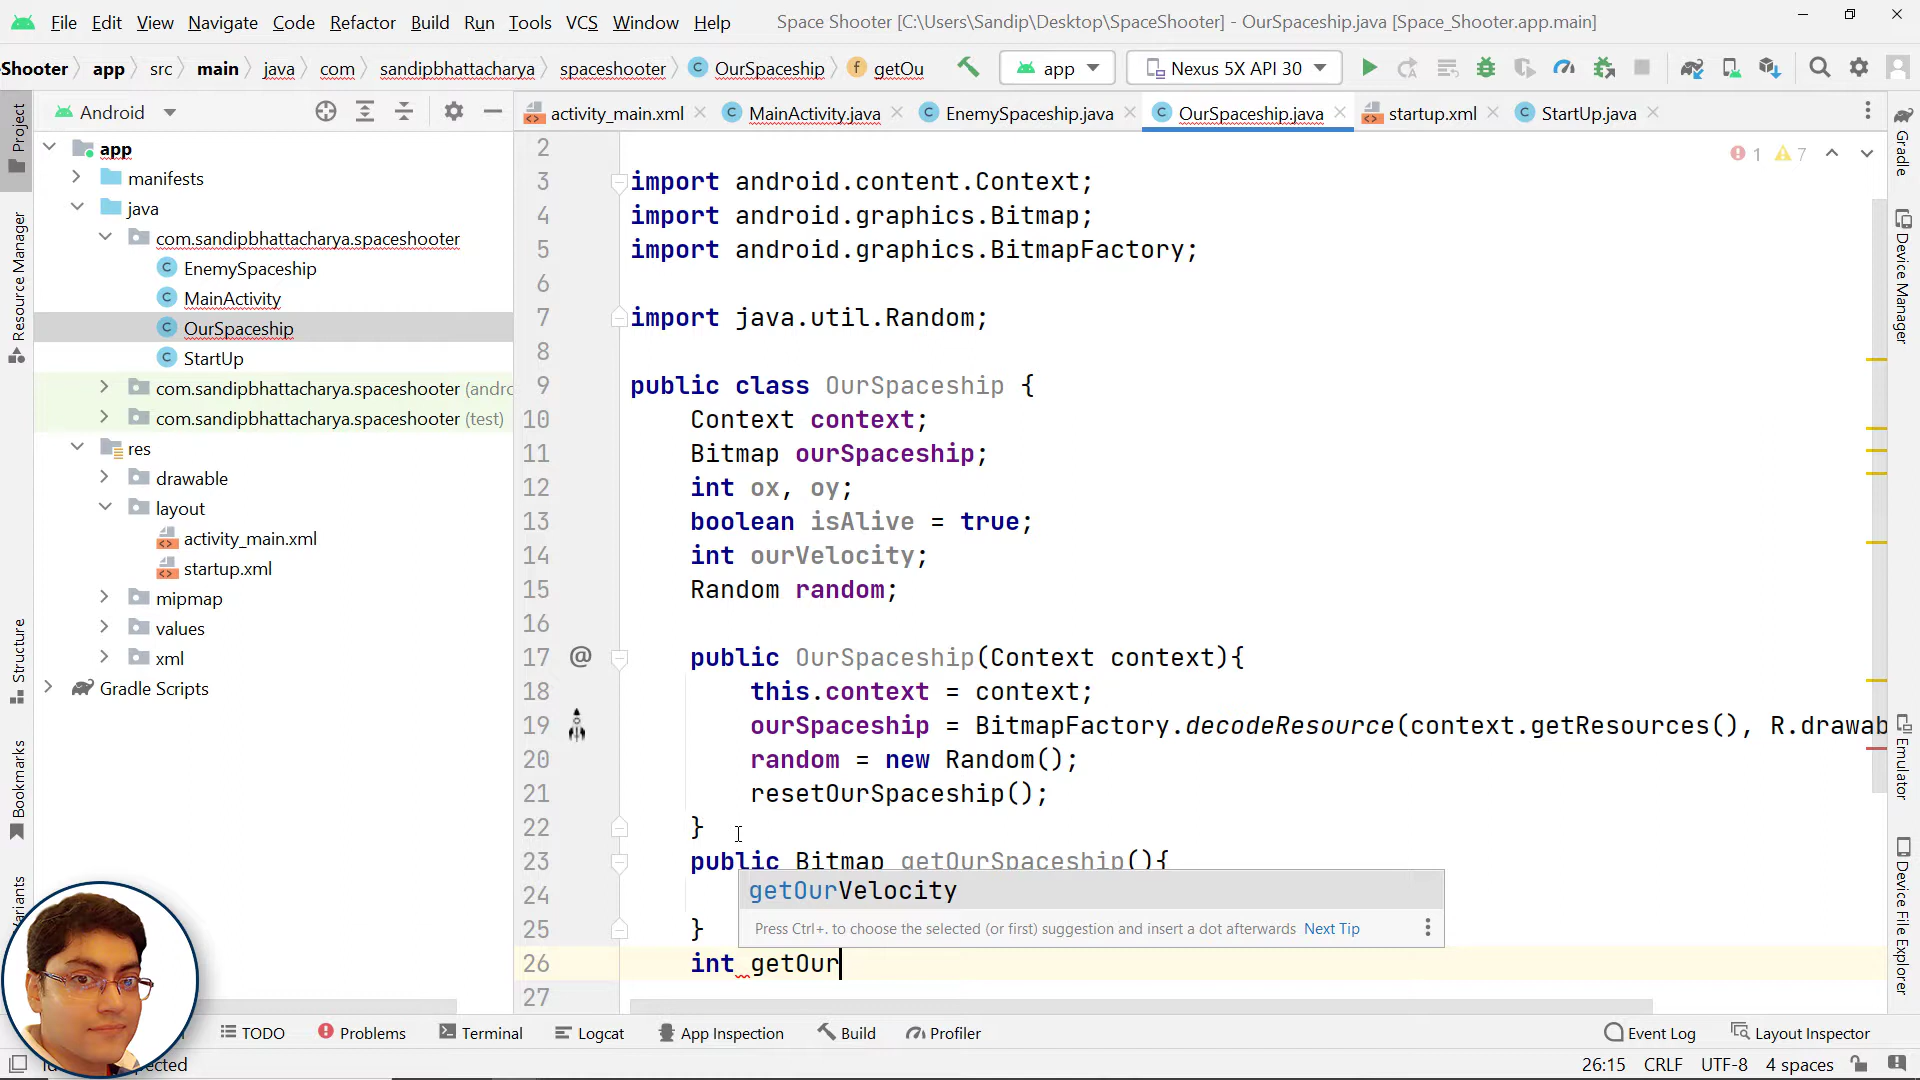 File Edit View Navigate Code Refactor Build Run Tools VCS Window Help Space Shooter [C:\Users\Sandip\Desktop\SpaceShooter] - OurSpaceship.java [Space_Shooter.app.main]
Shooter app src main java com sandipbhattacharya spaceshooter OurSpaceship getOu app Nexus 5X API 30
Project
Resource Manager
Structure
Bookmarks
Android
app
manifests
java
com.sandipbhattacharya.spaceshooter
EnemySpaceship
MainActivity
OurSpaceship
StartUp
com.sandipbhattacharya.spaceshooter (andro
com.sandipbhattacharya.spaceshooter (test)
res
drawable
layout
activity_main.xml
startup.xml
mipmap
values
xml
Gradle Scripts
activity_main.xml MainActivity.java EnemySpaceship.java OurSpaceship.java startup.xml StartUp.java
1 7
2
3 import android.content.Context;
4 import android.graphics.Bitmap;
5 import android.graphics.BitmapFactory;
6
7 import java.util.Random;
8
9 public class OurSpaceship {
10 Context context;
11 Bitmap ourSpaceship;
12 int ox, oy;
13 boolean isAlive = true;
14 int ourVelocity;
15 Random random;
16
17 @ public OurSpaceship(Context context){
18 this.context = context;
19 ourSpaceship = BitmapFactory.decodeResource(context.getResources(), R.drawab
20 random = new Random();
21 resetOurSpaceship();
22 }
23 public Bitmap getOurSpaceship(){
24
getOurVelocity
Press Ctrl+. to choose the selected (or first) suggestion and insert a dot afterwards Next Tip
25 }
26 int getOur
27
Gradle
Device Manager
Emulator
Device File Explorer
TODO Problems Terminal Logcat App Inspection Build Profiler Event Log Layout Inspector
26:15 CRLF UTF-8 4 spaces